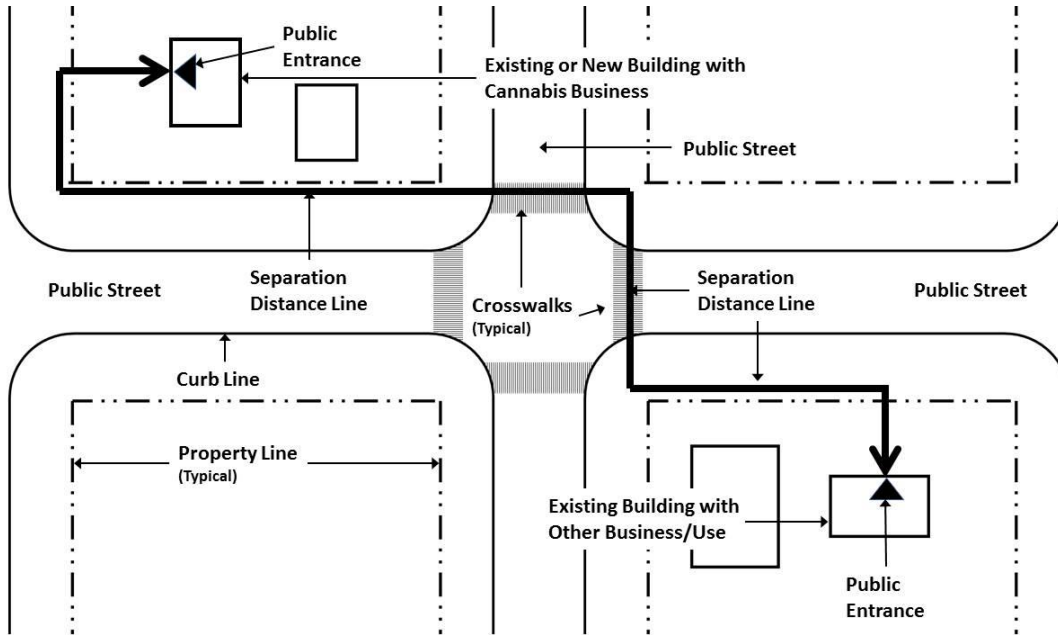 Public
Entrance
Existing or New Building with
Cannabis Business
Public Street
Public Street
Separation
Distance Line
Crosswalks
(Typical)
Separation
Distance Line
Public Street
Curb Line
Property Line
(Typical)
Existing Building with
Other Business/Use
Public
Entrance